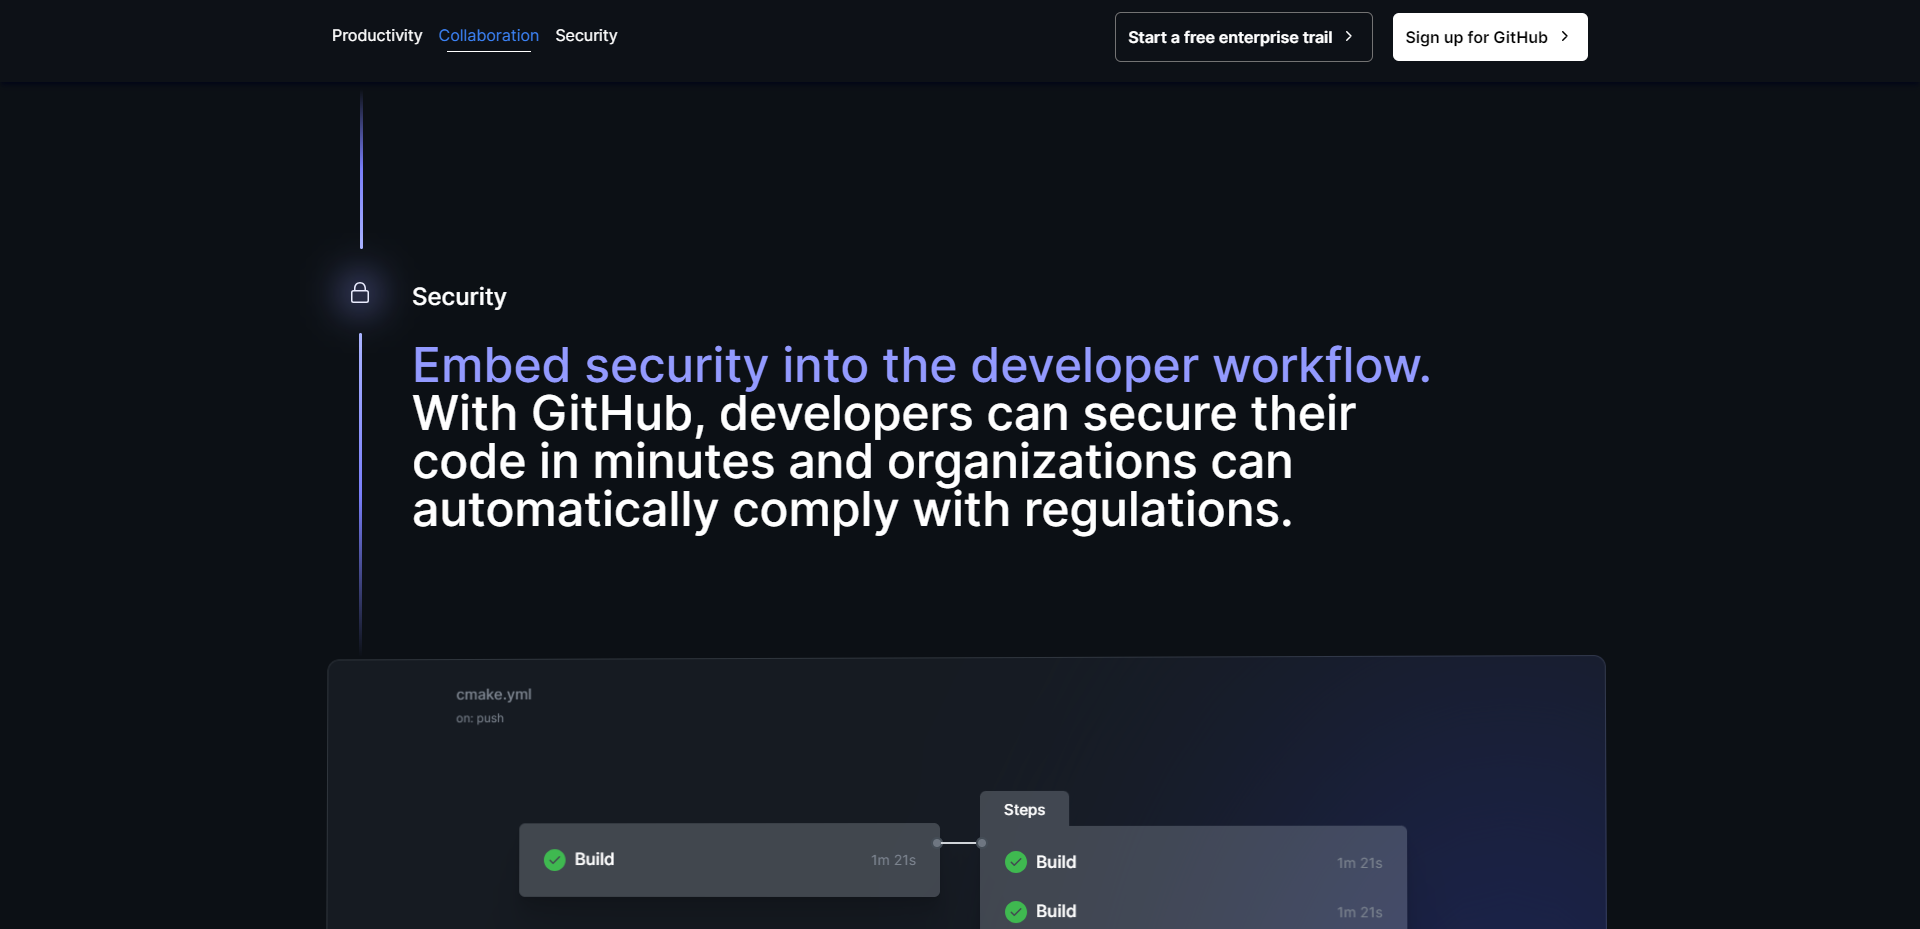 Productivity Collaboration Security
Start a free enterprise trail
Sign up for GitHub
Security
Embed security into the developer workflow.
With GitHub, developers can secure their
code in minutes and organizations can
automatically comply with regulations.
cmake.yml
on: push
Build 1m 21s
Steps
Build 1m 21s
Build 1m 21s